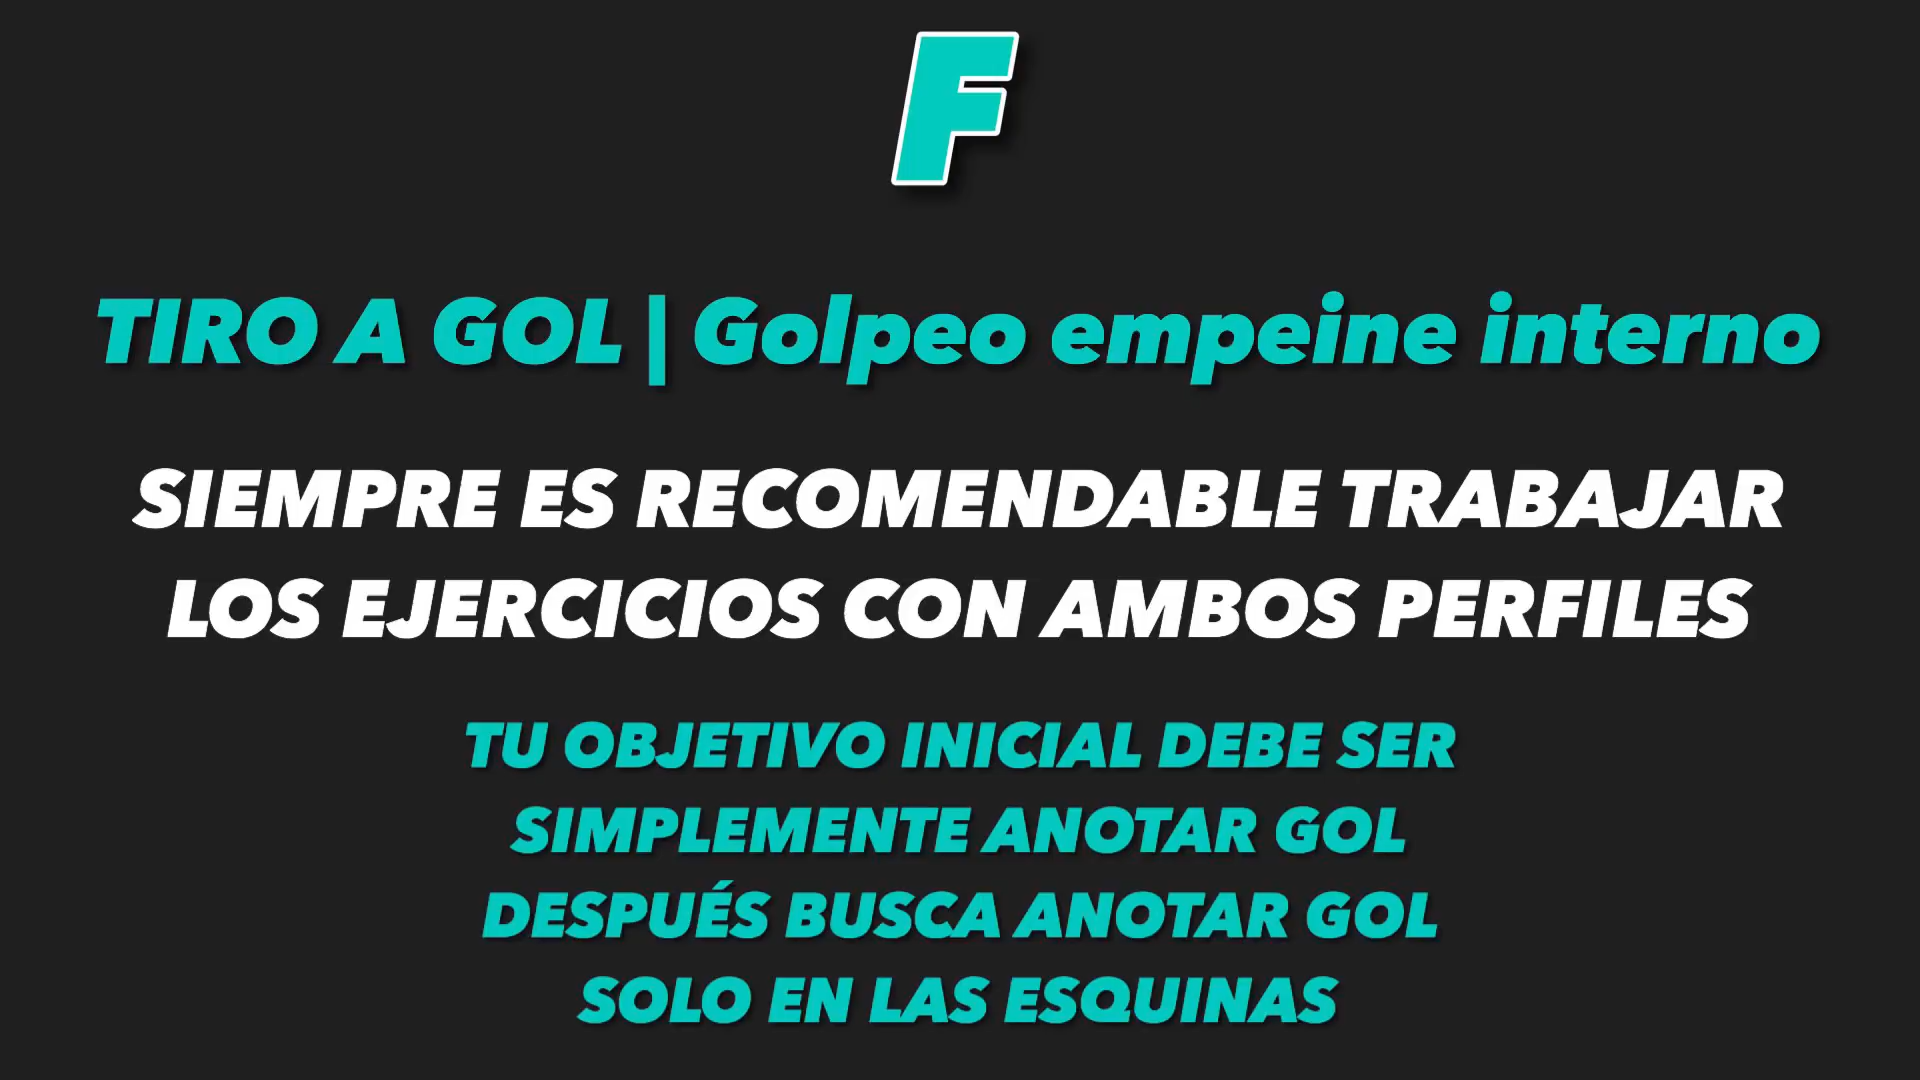 F
TIRO A GOL | Golpeo empeine interno
SIEMPRE ES RECOMENDABLE TRABAJAR
LOS EJERCICIOS CON AMBOS PERFILES
TU OBJETIVO INICIAL DEBE SER
SIMPLEMENTE ANOTAR GOL
DESPUÉS BUSCA ANOTAR GOL
SOLO EN LAS ESQUINAS